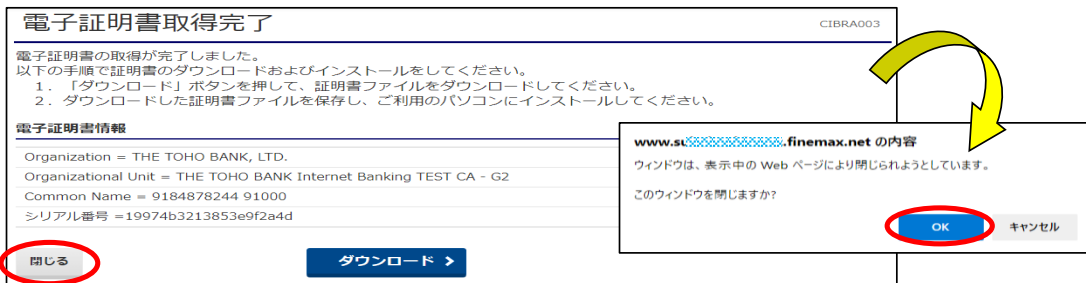 電子証明書取得完了
CIBRA003
電子証明書の取得が完了しました。
以下の手順で証明書のダウンロードおよびインストールをしてください。
1. 「ダウンロード」ボタンを押して、証明書ファイルをダウンロードしてください。
2. ダウンロードした証明書ファイルを保存し、ご利用のパソコンにインストールしてください。
電子証明書情報
Organization = THE TOHO BANK, LTD.
Organizational Unit = THE TOHO BANK Internet Banking TEST CA - G2
Common Name = 9184878244 91000
シリアル番号 =19974b3213853e9f2a4d
閉じる
ダウンロード >
www.su .finemax.net の内容
ウィンドウは、表示中の Web ページにより閉じられようとしています。
このウィンドウを閉じますか?
OK
キャンセル